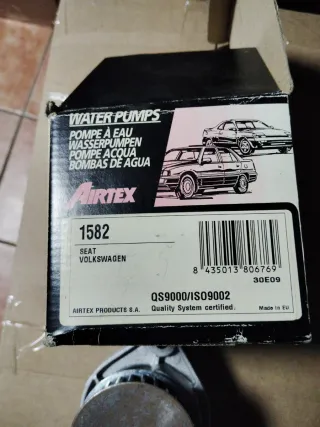 WATER PUMPS
POMPE À EAU
WASSERPUMPEN
POMPE ACQUA
BOMBAS DE AGUA
AIRTEX
1582
SEAT
VOLKSWAGEN
8 435013 806769
30E09
QS9000/ISO9002
AIRTEX PRODUCTS S.A. Quality System certified. Made in EU